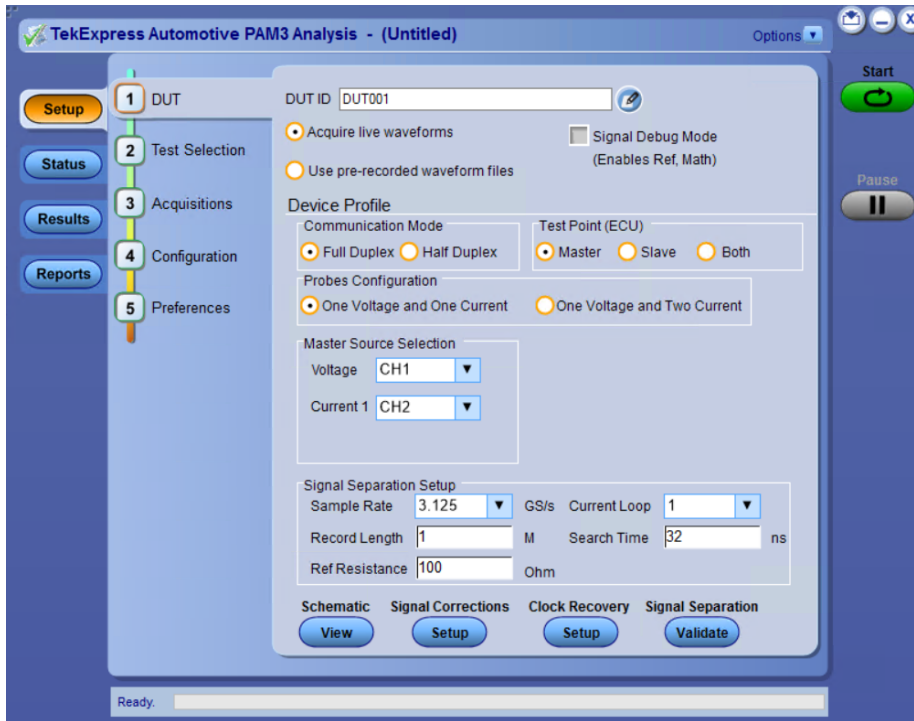 TekExpress Automotive PAM3 Analysis - (Untitled)
Options
Start
Pause
Setup
Status
Results
Reports
1 DUT
2 Test Selection
3 Acquisitions
4 Configuration
5 Preferences
DUT ID DUT001
Acquire live waveforms
Signal Debug Mode
(Enables Ref, Math)
Use pre-recorded waveform files
Device Profile
Communication Mode
Full Duplex Half Duplex
Test Point (ECU)
Master Slave Both
Probes Configuration
One Voltage and One Current One Voltage and Two Current
Master Source Selection
Voltage CH1
Current 1 CH2
Signal Separation Setup
Sample Rate 3.125 GS/s Current Loop 1
Record Length 1 M Search Time 32 ns
Ref Resistance 100 Ohm
Schematic Signal Corrections Clock Recovery Signal Separation
View Setup Setup Validate
Ready.